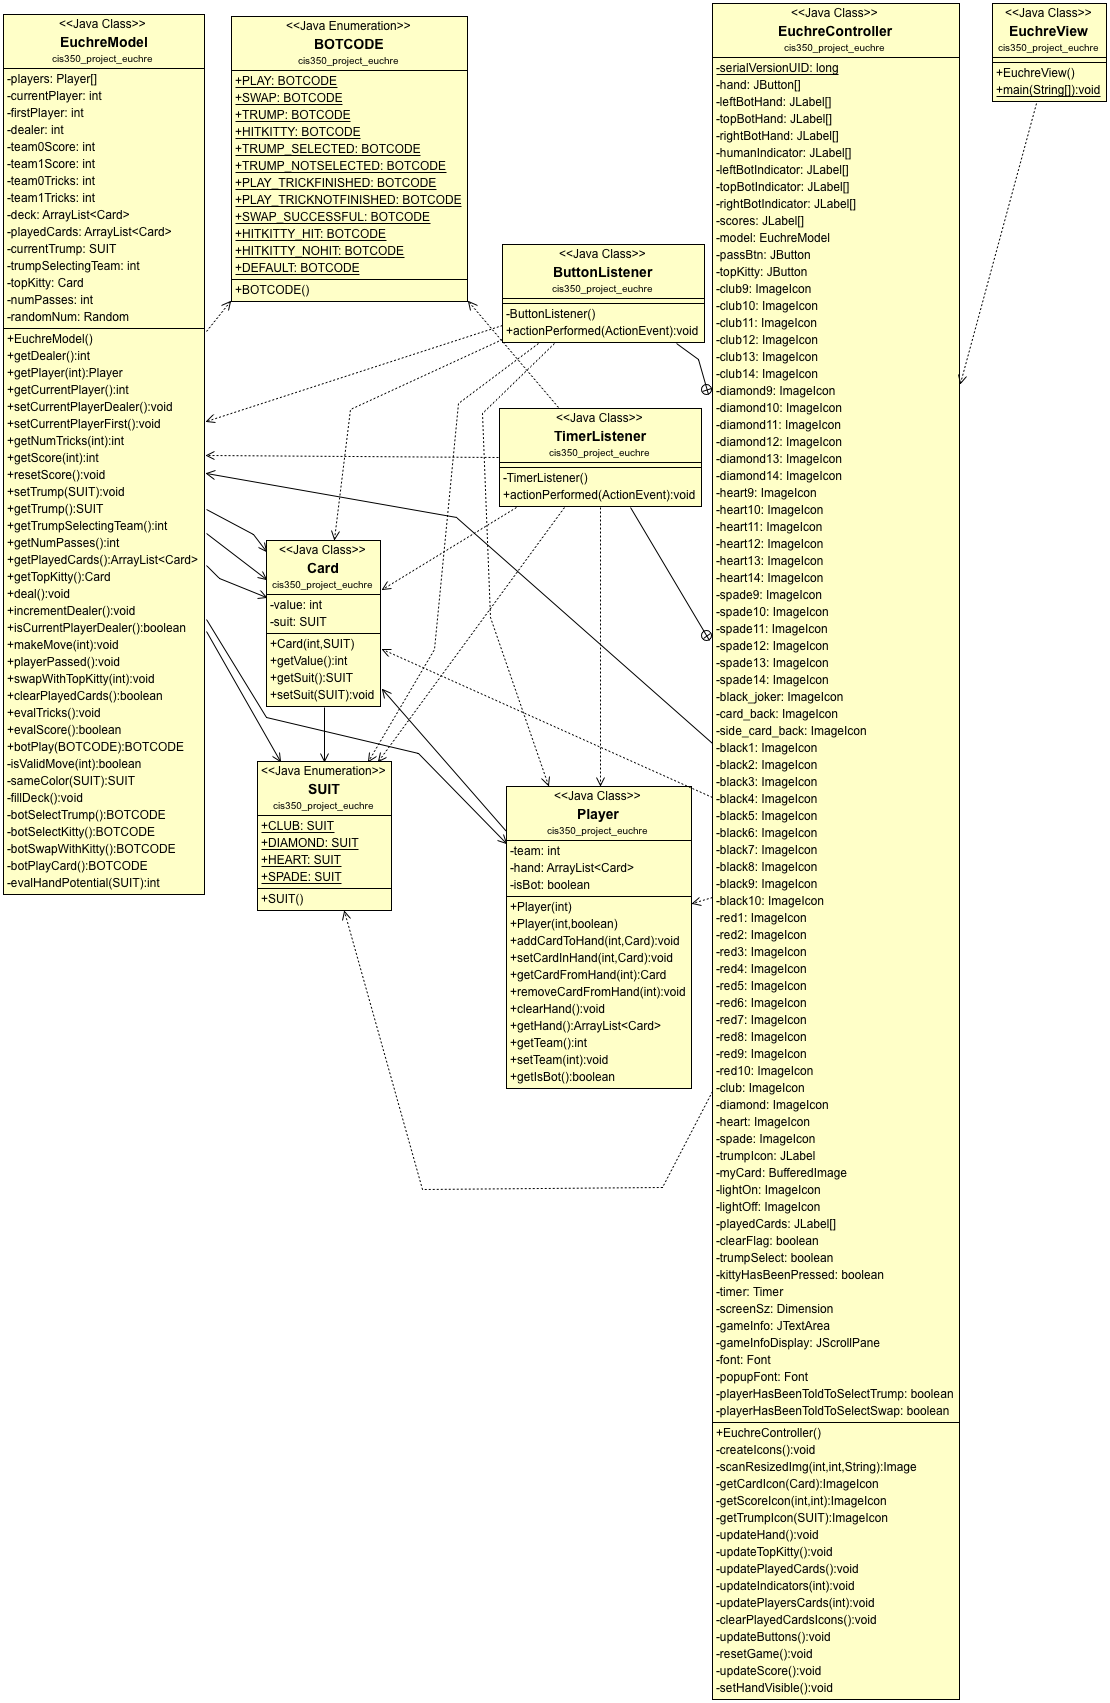 <<Java Class>>
EuchreModel
cis350_project_euchre
-players: Player[]
-currentPlayer: int
-firstPlayer: int
-dealer: int
-team0Score: int
-team1Score: int
-team0Tricks: int
-team1Tricks: int
-deck: ArrayList<Card>
-playedCards: ArrayList<Card>
-currentTrump: SUIT
-trumpSelectingTeam: int
-topKitty: Card
-numPasses: int
-randomNum: Random
+EuchreModel()
+getDealer():int
+getPlayer(int):Player
+getCurrentPlayer():int
+setCurrentPlayerDealer():void
+setCurrentPlayerFirst():void
+getNumTricks(int):int
+getScore(int):int
+resetScore():void
+setTrump(SUIT):void
+getTrump():SUIT
+getTrumpSelectingTeam():int
+getNumPasses():int
+getPlayedCards():ArrayList<Card>
+getTopKitty():Card
+deal():void
+incrementDealer():void
+isCurrentPlayerDealer():boolean
+makeMove(int):void
+playerPassed():void
+swapWithTopKitty(int):void
+clearPlayedCards():boolean
+evalTricks():void
+evalScore():boolean
+botPlay(BOTCODE):BOTCODE
-isValidMove(int):boolean
-sameColor(SUIT):SUIT
-fillDeck():void
-botSelectTrump():BOTCODE
-botSelectKitty():BOTCODE
-botSwapWithKitty():BOTCODE
-botPlayCard():BOTCODE
-evalHandPotential(SUIT):int
<<Java Enumeration>>
BOTCODE
cis350_project_euchre
+PLAY: BOTCODE
+SWAP: BOTCODE
+TRUMP: BOTCODE
+HITKITTY: BOTCODE
+TRUMP_SELECTED: BOTCODE
+TRUMP_NOTSELECTED: BOTCODE
+PLAY_TRICKFINISHED: BOTCODE
+PLAY_TRICKNOTFINISHED: BOTCODE
+SWAP_SUCCESSFUL: BOTCODE
+HITKITTY_HIT: BOTCODE
+HITKITTY_NOHIT: BOTCODE
+DEFAULT: BOTCODE
+BOTCODE()
<<Java Class>>
ButtonListener
cis350_project_euchre
-ButtonListener()
+actionPerformed(ActionEvent):void
<<Java Class>>
TimerListener
cis350_project_euchre
-TimerListener()
+actionPerformed(ActionEvent):void
<<Java Class>>
Card
cis350_project_euchre
-value: int
-suit: SUIT
+Card(int,SUIT)
+getValue():int
+getSuit():SUIT
+setSuit(SUIT):void
<<Java Enumeration>>
SUIT
cis350_project_euchre
+CLUB: SUIT
+DIAMOND: SUIT
+HEART: SUIT
+SPADE: SUIT
+SUIT()
<<Java Class>>
Player
cis350_project_euchre
-team: int
-hand: ArrayList<Card>
-isBot: boolean
+Player(int)
+Player(int,boolean)
+addCardToHand(int,Card):void
+setCardInHand(int,Card):void
+getCardFromHand(int):Card
+removeCardFromHand(int):void
+clearHand():void
+getHand():ArrayList<Card>
+getTeam():int
+setTeam(int):void
+getIsBot():boolean
<<Java Class>>
EuchreController
cis350_project_euchre
-serialVersionUID: long
-hand: JButton[]
-leftBotHand: JLabel[]
-topBotHand: JLabel[]
-rightBotHand: JLabel[]
-humanIndicator: JLabel[]
-leftBotIndicator: JLabel[]
-topBotIndicator: JLabel[]
-rightBotIndicator: JLabel[]
-scores: JLabel[]
-model: EuchreModel
-passBtn: JButton
-topKitty: JButton
-club9: ImageIcon
-club10: ImageIcon
-club11: ImageIcon
-club12: ImageIcon
-club13: ImageIcon
-club14: ImageIcon
-diamond9: ImageIcon
-diamond10: ImageIcon
-diamond11: ImageIcon
-diamond12: ImageIcon
-diamond13: ImageIcon
-diamond14: ImageIcon
-heart9: ImageIcon
-heart10: ImageIcon
-heart11: ImageIcon
-heart12: ImageIcon
-heart13: ImageIcon
-heart14: ImageIcon
-spade9: ImageIcon
-spade10: ImageIcon
-spade11: ImageIcon
-spade12: ImageIcon
-spade13: ImageIcon
-spade14: ImageIcon
-black_joker: ImageIcon
-card_back: ImageIcon
-side_card_back: ImageIcon
-black1: ImageIcon
-black2: ImageIcon
-black3: ImageIcon
-black4: ImageIcon
-black5: ImageIcon
-black6: ImageIcon
-black7: ImageIcon
-black8: ImageIcon
-black9: ImageIcon
-black10: ImageIcon
-red1: ImageIcon
-red2: ImageIcon
-red3: ImageIcon
-red4: ImageIcon
-red5: ImageIcon
-red6: ImageIcon
-red7: ImageIcon
-red8: ImageIcon
-red9: ImageIcon
-red10: ImageIcon
-club: ImageIcon
-diamond: ImageIcon
-heart: ImageIcon
-spade: ImageIcon
-trumpIcon: JLabel
-myCard: BufferedImage
-lightOn: ImageIcon
-lightOff: ImageIcon
-playedCards: JLabel[]
-clearFlag: boolean
-trumpSelect: boolean
-kittyHasBeenPressed: boolean
-timer: Timer
-screenSz: Dimension
-gameInfo: JTextArea
-gameInfoDisplay: JScrollPane
-font: Font
-popupFont: Font
-playerHasBeenToldToSelectTrump: boolean
-playerHasBeenToldToSelectSwap: boolean
+EuchreController()
-createIcons():void
-scanResizedImg(int,int,String):Image
-getCardIcon(Card):ImageIcon
-getScoreIcon(int,int):ImageIcon
-getTrumpIcon(SUIT):ImageIcon
-updateHand():void
-updateTopKitty():void
-updatePlayedCards():void
-updateIndicators(int):void
-updatePlayersCards(int):void
-clearPlayedCardsIcons():void
-updateButtons():void
-resetGame():void
-updateScore():void
-setHandVisible():void
<<Java Class>>
EuchreView
cis350_project_euchre
+EuchreView()
+main(String[]):void